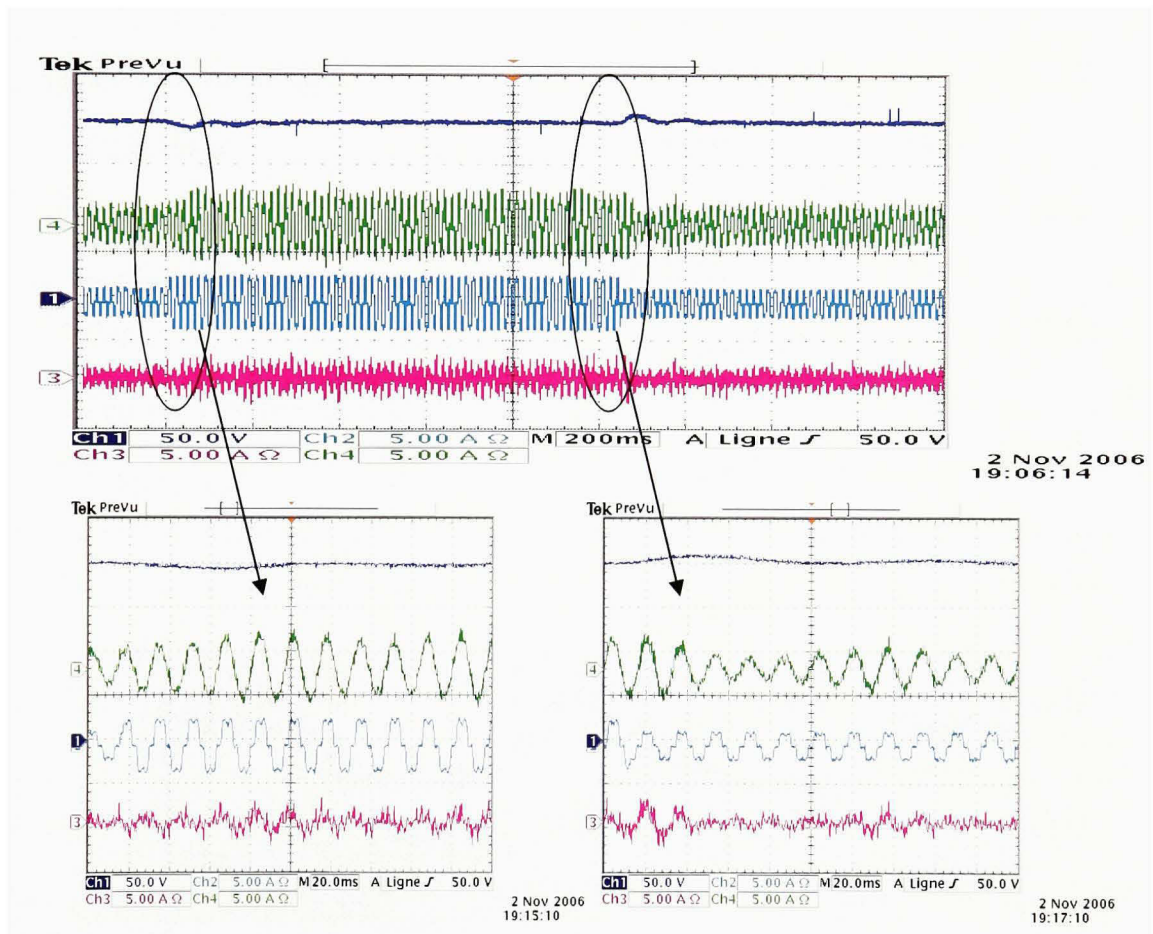 Tek PreVu
4
1
3
Ch1 50.0 V Ch2 5.00 A Ω M 200ms A Ligne ʃ 50.0 V
Ch3 5.00 A Ω Ch4 5.00 A Ω
2 Nov 2006
19:06:14
Tek PreVu
4
1
3
Ch1 50.0 V Ch2 5.00 A Ω M 20.0ms A Ligne ʃ 50.0 V
Ch3 5.00 A Ω Ch4 5.00 A Ω
2 Nov 2006
19:15:10
Tek PreVu
4
1
3
Ch1 50.0 V Ch2 5.00 A Ω M 20.0ms A Ligne ʃ 50.0 V
Ch3 5.00 A Ω Ch4 5.00 A Ω
2 Nov 2006
19:17:10